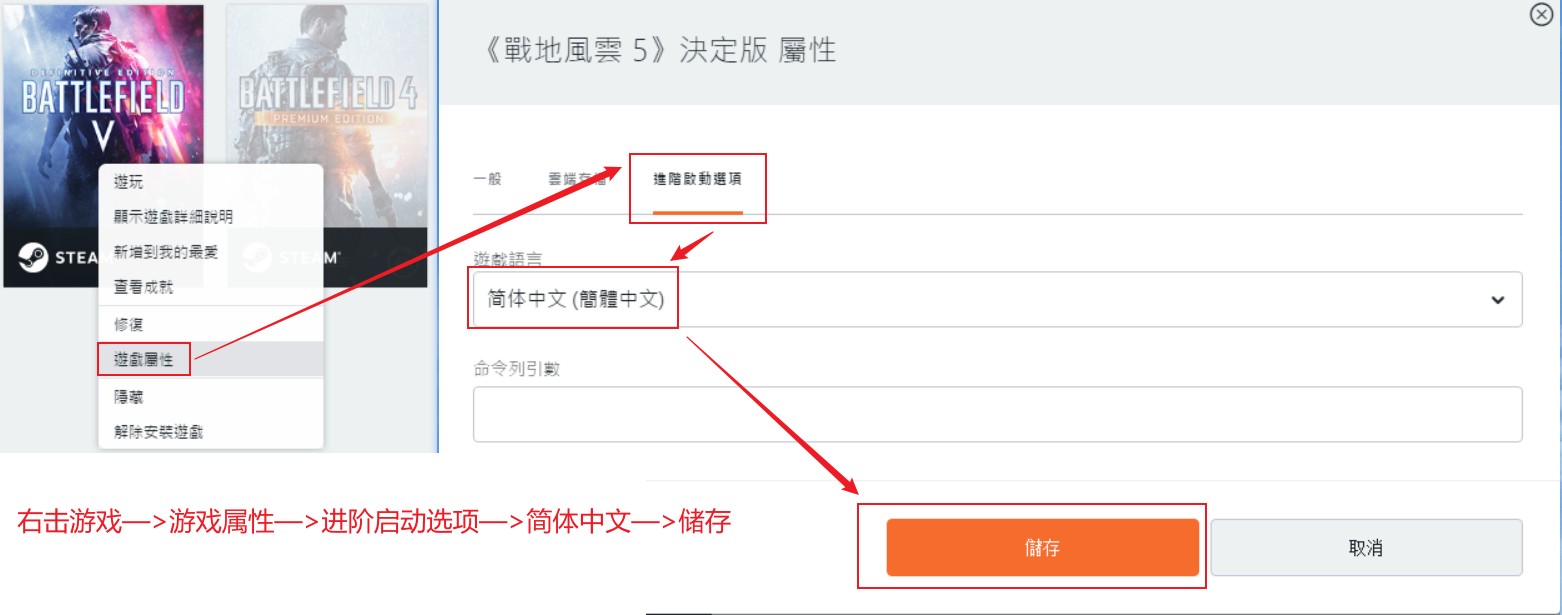 DEFINITIVE EDITION
BATTLEFIELD
V
BATTLEFIELD 4
PREMIUM EDITION
STEAM
STEAM
遊玩
顯示遊戲詳細說明
新增到我的最愛
查看成就
修復
遊戲屬性
隱藏
解除安裝遊戲
《戰地風雲 5》決定版 屬性
一般
雲端存檔
進階啟動選項
遊戲語言
简体中文 (簡體中文)
命令列引數
儲存
取消
右击游戏—>游戏属性—>进阶启动选项—>简体中文—>储存